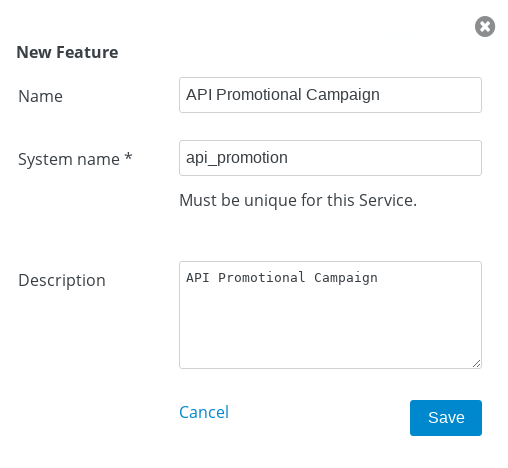 New Feature
Name
API Promotional Campaign
System name *
api_promotion
Must be unique for this Service.
Description
API Promotional Campaign
Cancel
Save